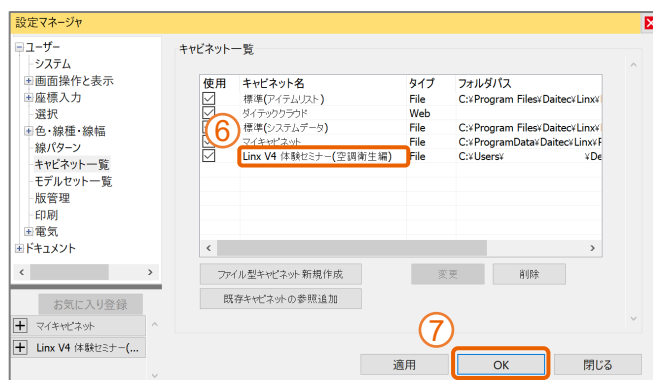 設定マネージャ
ユーザー
システム
画面操作と表示
座標入力
選択
色・線種・線幅
線パターン
キャビネット一覧
モデルセット一覧
版管理
印刷
電気
ドキュメント
お気に入り登録
マイキャビネット
Linx V4 体験セミナー(...
キャビネット一覧
使用 キャビネット名 タイプ フォルダパス
標準(アイテムリスト) File C:¥Program Files¥Daitec¥Linx¥
ダイテッククラウド Web
標準(システムデータ) File C:¥Program Files¥Daitec¥Linx¥
マイキャビネット File C:¥ProgramData¥Daitec¥Linx¥F
⑥
Linx V4 体験セミナー(空調衛生編) File C:¥Users¥ ¥De
ファイル型キャビネット新規作成 変更 削除
既存キャビネットの参照追加
⑦
適用 OK 閉じる